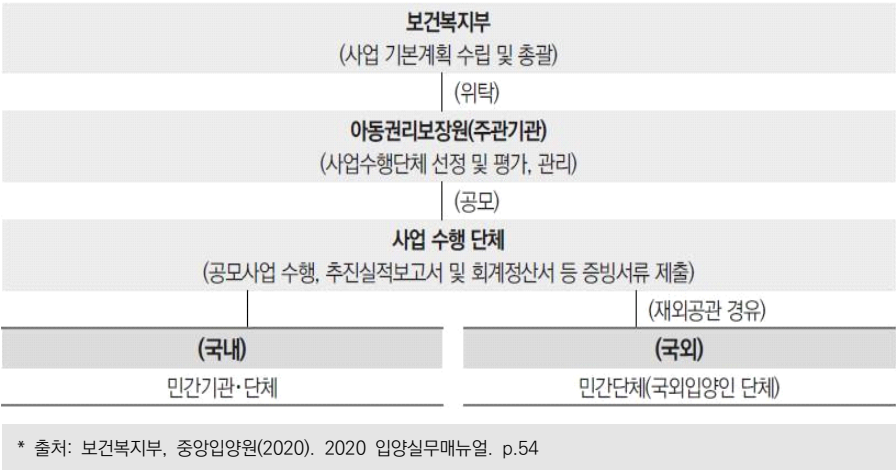 보건복지부
(사업 기본계획 수립 및 총괄)
(위탁)
아동권리보장원(주관기관)
(사업수행단체 선정 및 평가, 관리)
(공모)
사업 수행 단체
(공모사업 수행, 추진실적보고서 및 회계정산서 등 증빙서류 제출)
(재외공관 경유)
(국내) (국외)
민간기관·단체 민간단체(국외입양인 단체)
* 출처: 보건복지부, 중앙입양원(2020). 2020 입양실무매뉴얼. p.54